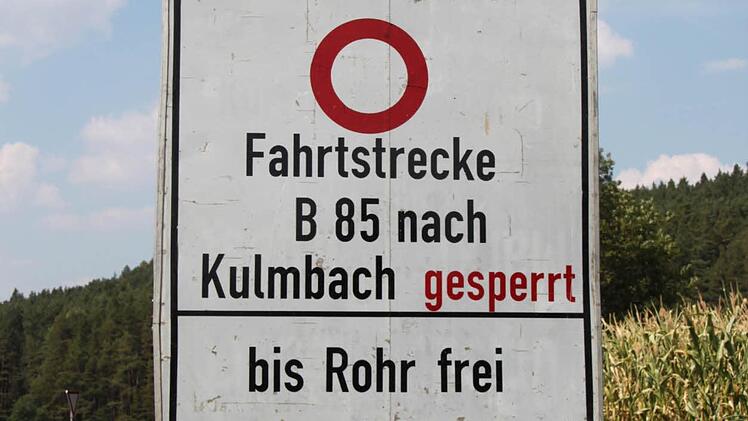 Fahrtstrecke
B 85 nach
Kulmbach gesperrt
bis Rohr frei